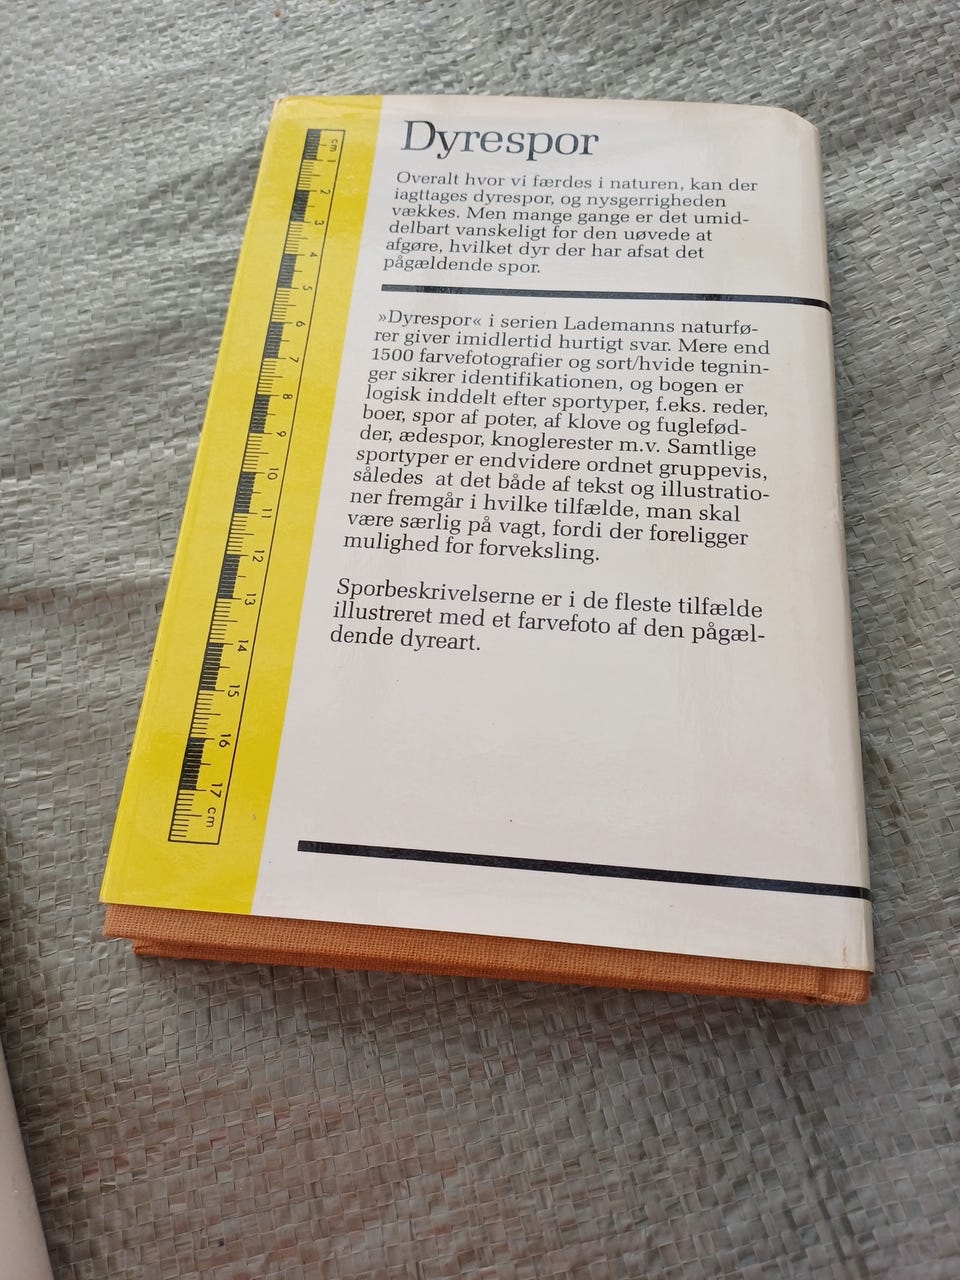 Dyrespor
Overalt hvor vi færdes i naturen, kan der
iagttages dyrespor, og nysgerrigheden
vækkes. Men mange gange er det umid-
delbart vanskeligt for den uøvede at
afgøre, hvilket dyr der har afsat det
pågældende spor.
»Dyrespor« i serien Lademanns naturfø-
rer giver imidlertid hurtigt svar. Mere end
1500 farvefotografier og sort/hvide tegnin-
ger sikrer identifikationen, og bogen er
logisk inddelt efter sportyper, f.eks. reder,
boer, spor af poter, af klove og fuglefød-
der, ædespor, knoglerester m.v. Samtlige
sportyper er endvidere ordnet gruppevis,
således at det både af tekst og illustratio-
ner fremgår i hvilke tilfælde, man skal
være særlig på vagt, fordi der foreligger
mulighed for forveksling.
Sporbeskrivelserne er i de fleste tilfælde
illustreret med et farvefoto af den pågæl-
dende dyreart.
cm 1 2 3 4 5 6 7 8 9 10 11 12 13 14 15 16 17 cm